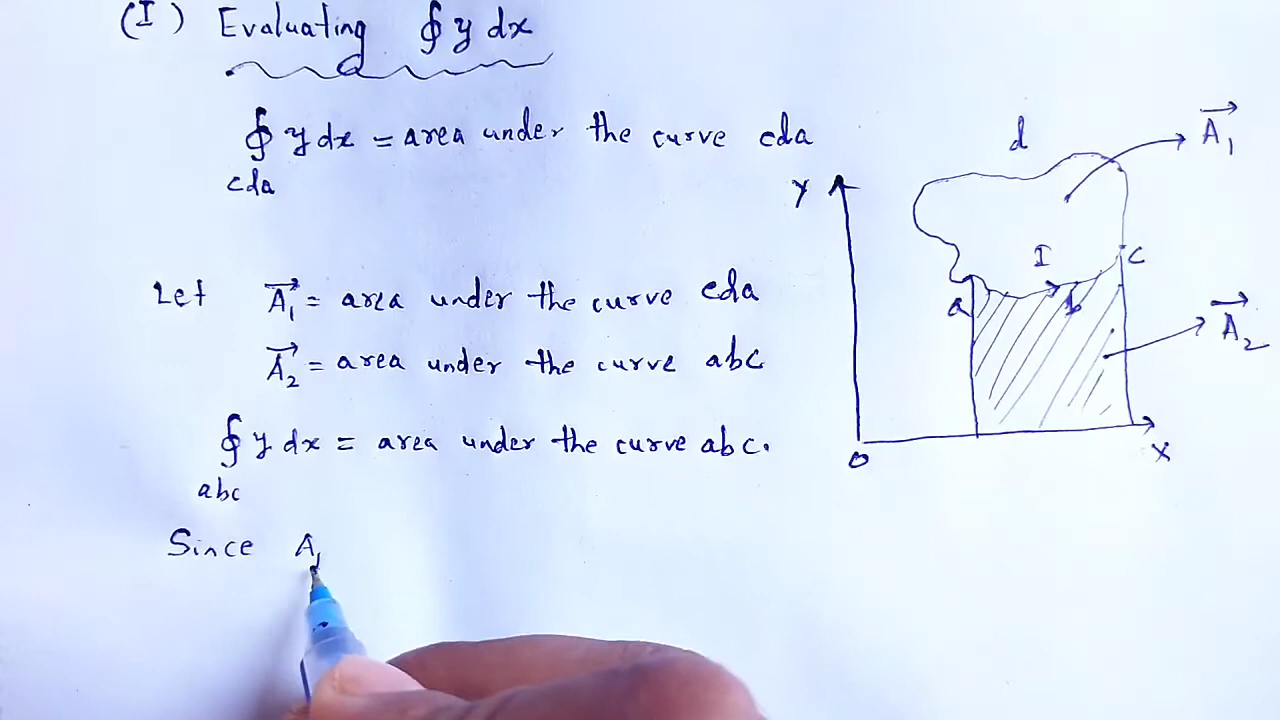 (I) Evaluating ∮ y dx
∮ y dx = area under the curve cda
cda
Let A₁⃗ = area under the curve cda
A₂⃗ = area under the curve abc
∮ y dx = area under the curve abc.
abc
Since A₁
d
A₁⃗
Y
I
c
a
b
A₂⃗
O
X